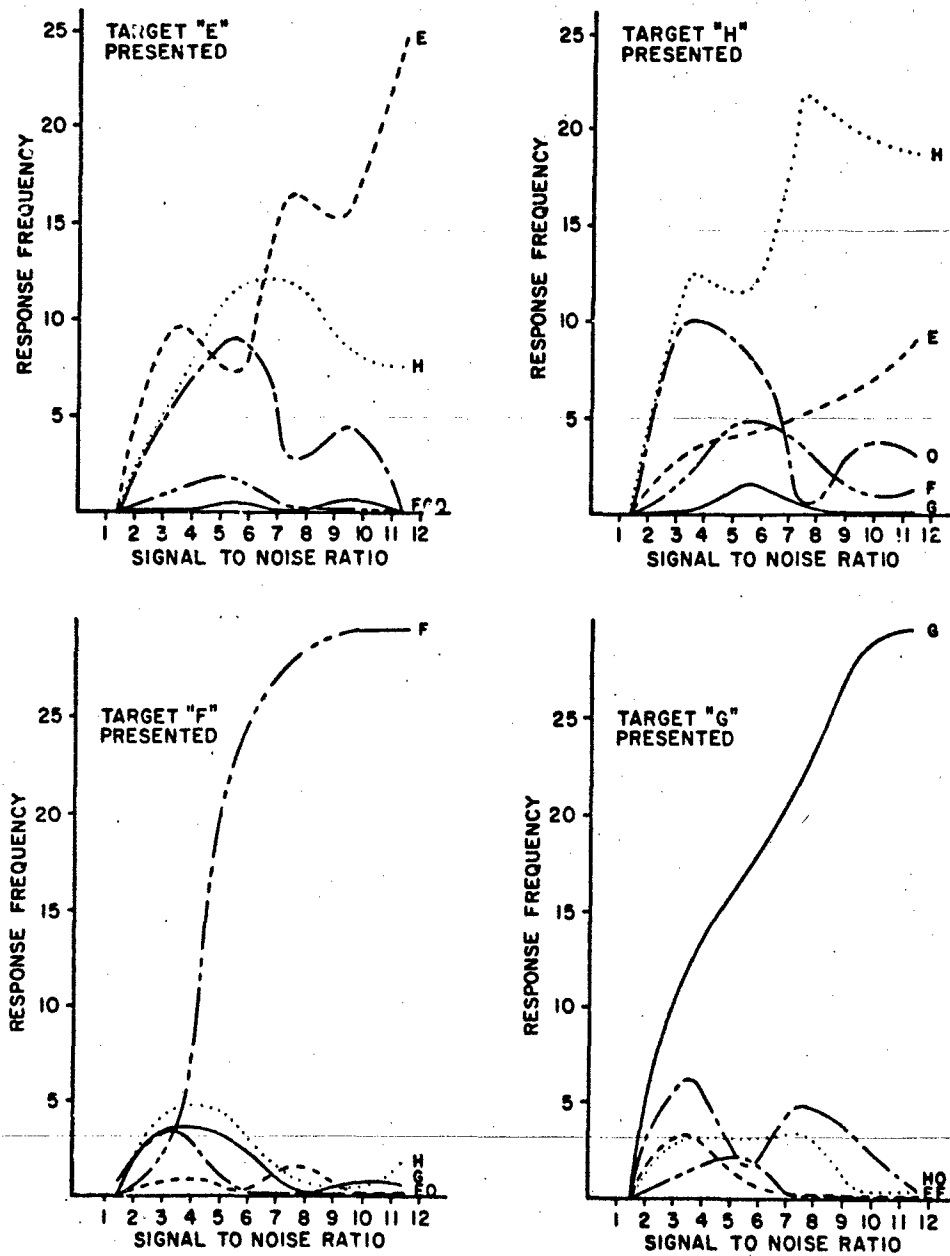 TARGET "E"
PRESENTED
RESPONSE FREQUENCY
25
20
15
10
5
E
H
1 2 3 4 5 6 7 8 9 10 11 12
SIGNAL TO NOISE RATIO
TARGET "H"
PRESENTED
RESPONSE FREQUENCY
25
20
15
10
5
H
E
O
F
G
1 2 3 4 5 6 7 8 9 10 11 12
SIGNAL TO NOISE RATIO
TARGET "F"
PRESENTED
RESPONSE FREQUENCY
25
20
15
10
5
F
H
G
EO
1 2 3 4 5 6 7 8 9 10 11 12
SIGNAL TO NOISE RATIO
TARGET "G"
PRESENTED
RESPONSE FREQUENCY
25
20
15
10
5
G
HO
1 2 3 4 5 6 7 8 9 10 11 12
SIGNAL TO NOISE RATIO